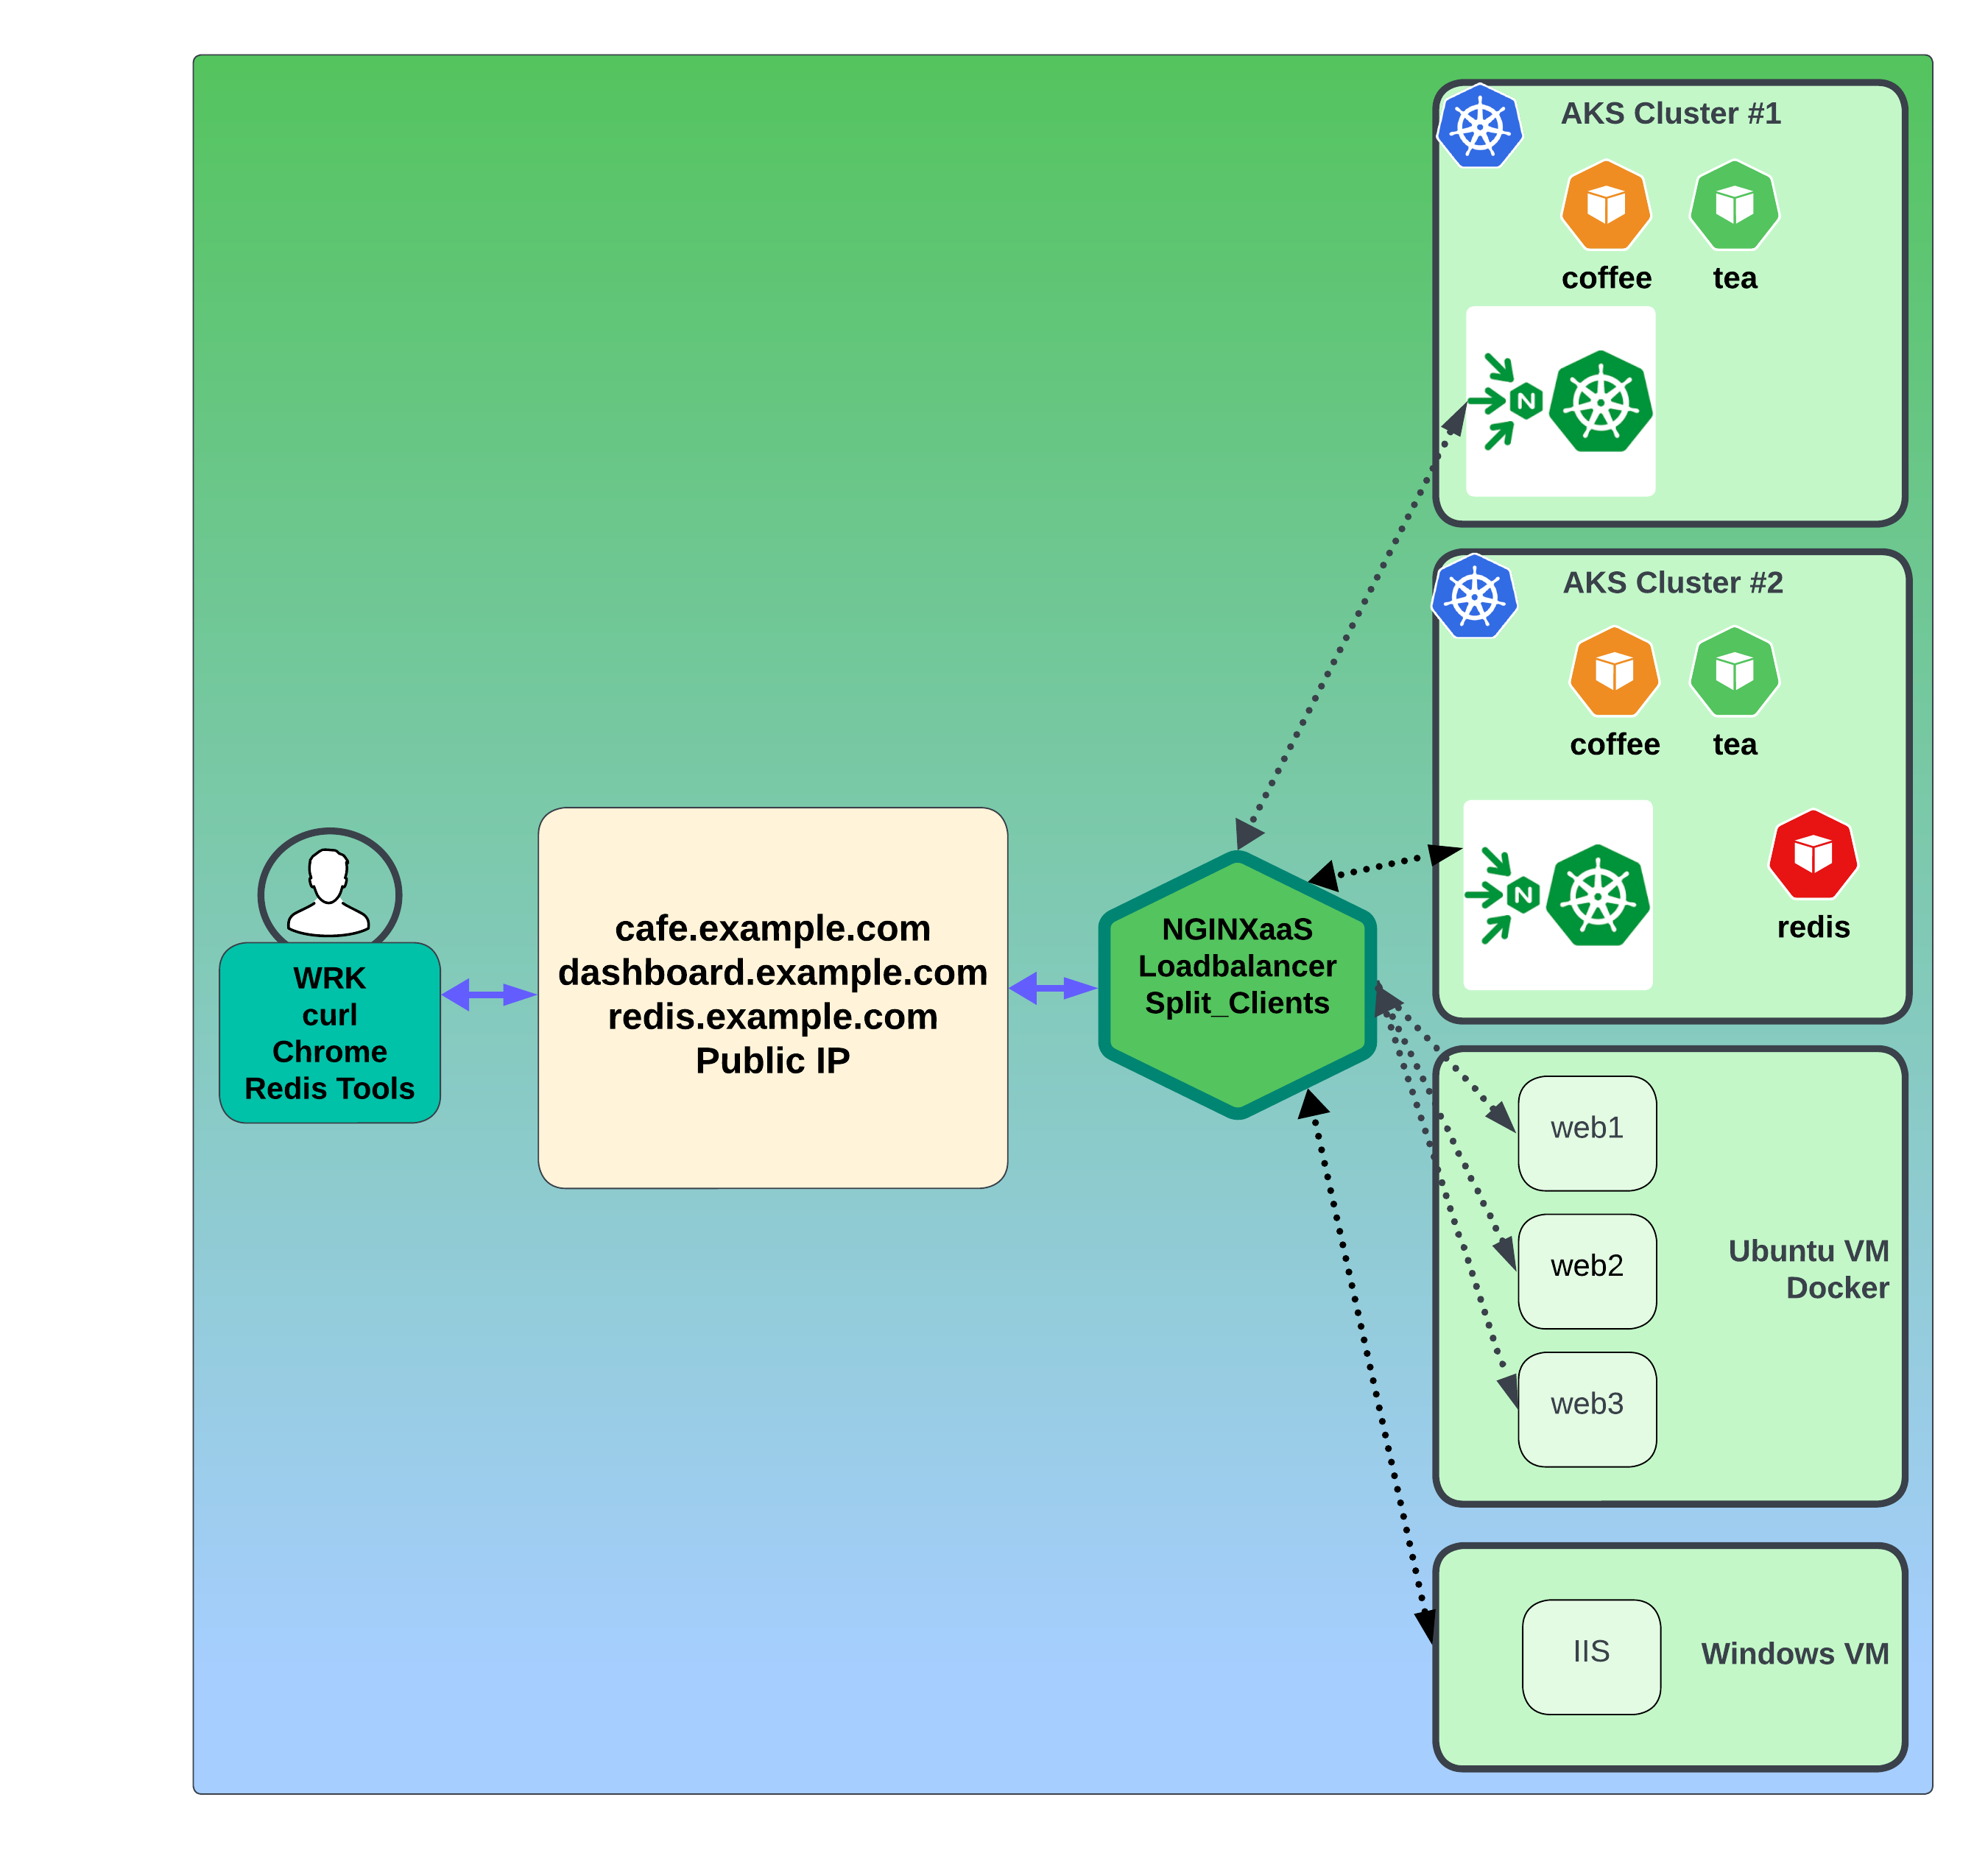 AKS Cluster #1
coffee
tea
N
AKS Cluster #2
coffee
tea
N
redis
WRK
curl
Chrome
Redis Tools
cafe.example.com
dashboard.example.com
redis.example.com
Public IP
NGINXaaS
Loadbalancer
Split_Clients
web1
web2
web3
Ubuntu VM
Docker
IIS
Windows VM